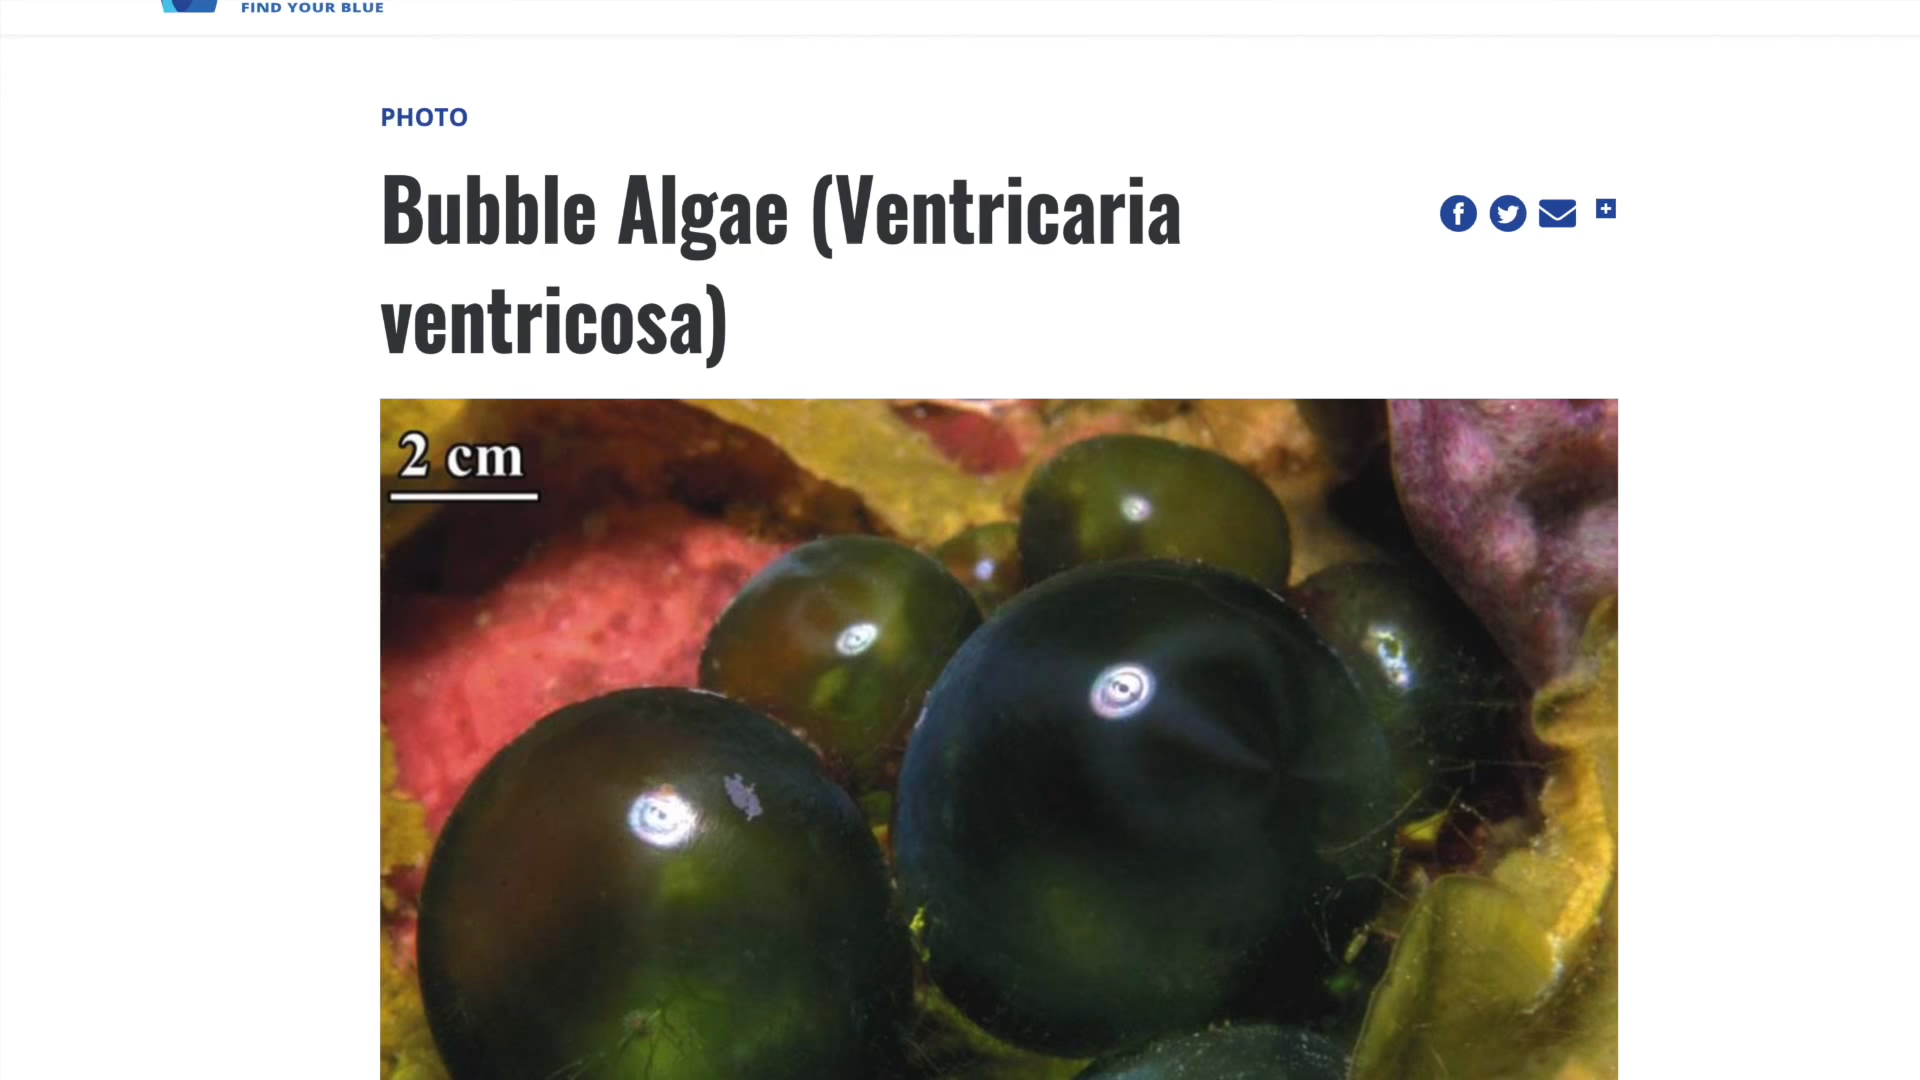 FIND YOUR BLUE
PHOTO
Bubble Algae (Ventricaria
ventricosa)
2 cm